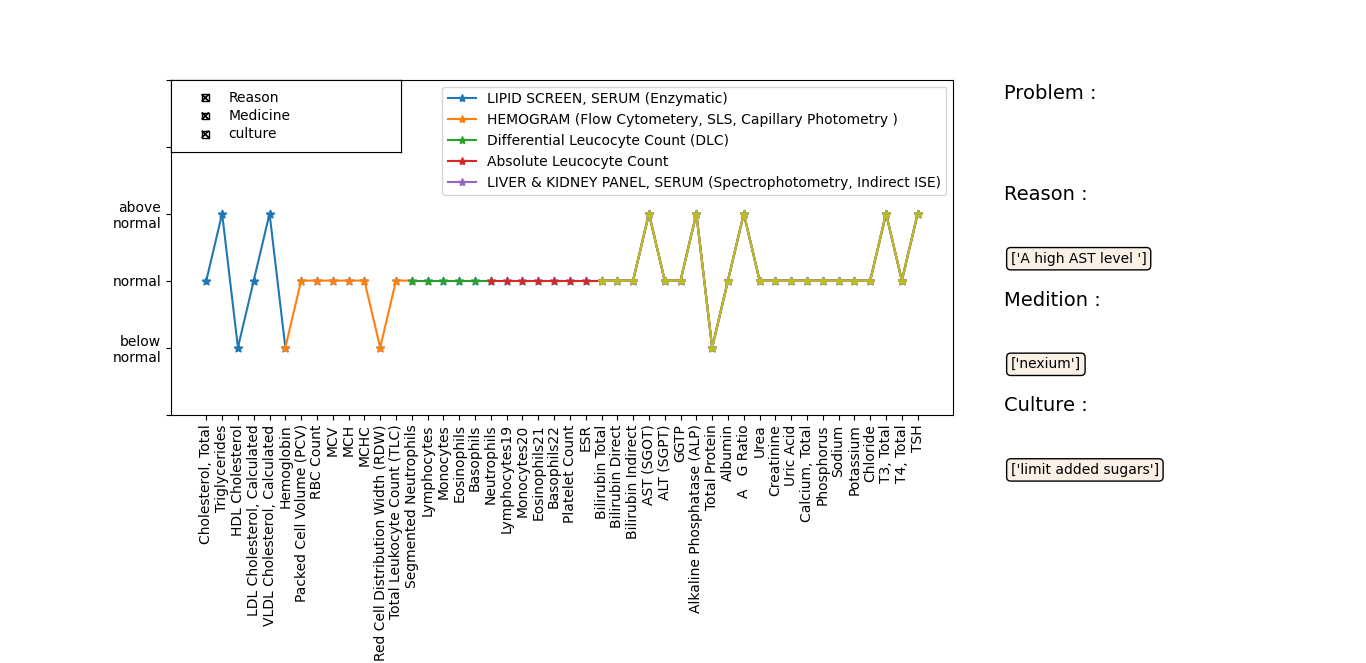 Reason
Medicine
culture
LIPID SCREEN, SERUM (Enzymatic)
HEMOGRAM (Flow Cytometery, SLS, Capillary Photometry )
Differential Leucocyte Count (DLC)
Absolute Leucocyte Count
LIVER & KIDNEY PANEL, SERUM (Spectrophotometry, Indirect ISE)
above
normal
normal
below
normal
Cholesterol, Total
Triglycerides
HDL Cholesterol
LDL Cholesterol, Calculated
VLDL Cholesterol, Calculated
Hemoglobin
Packed Cell Volume (PCV)
RBC Count
MCV
MCH
MCHC
Red Cell Distribution Width (RDW)
Total Leukocyte Count (TLC)
Segmented Neutrophils
Lymphocytes
Monocytes
Eosinophils
Basophils
Neutrophils
Lymphocytes19
Monocytes20
Eosinophils21
Basophils22
Platelet Count
ESR
Bilirubin Total
Bilirubin Direct
Bilirubin Indirect
AST (SGOT)
ALT (SGPT)
GGTP
Alkaline Phosphatase (ALP)
Total Protein
Albumin
A G Ratio
Urea
Creatinine
Uric Acid
Calcium, Total
Phosphorus
Sodium
Potassium
Chloride
T3, Total
T4, Total
TSH
Problem :
Reason :
['A high AST level ']
Medition :
['nexium']
Culture :
['limit added sugars']